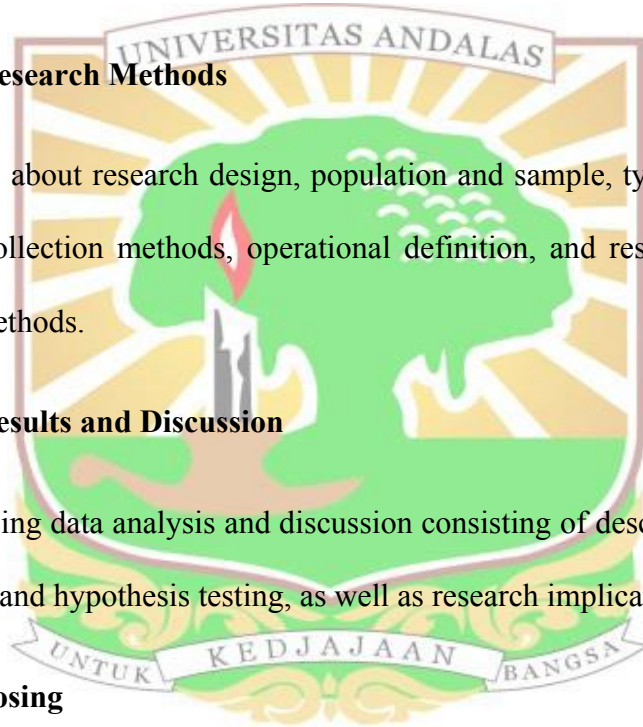 UNIVERSITAS ANDALAS
esearch Methods
about research design, population and sample, ty
ollection methods, operational definition, and res
ethods.
esults and Discussion
ing data analysis and discussion consisting of desc
and hypothesis testing, as well as research implica
UNTUK KEDJAJAAN BANGSA
osing